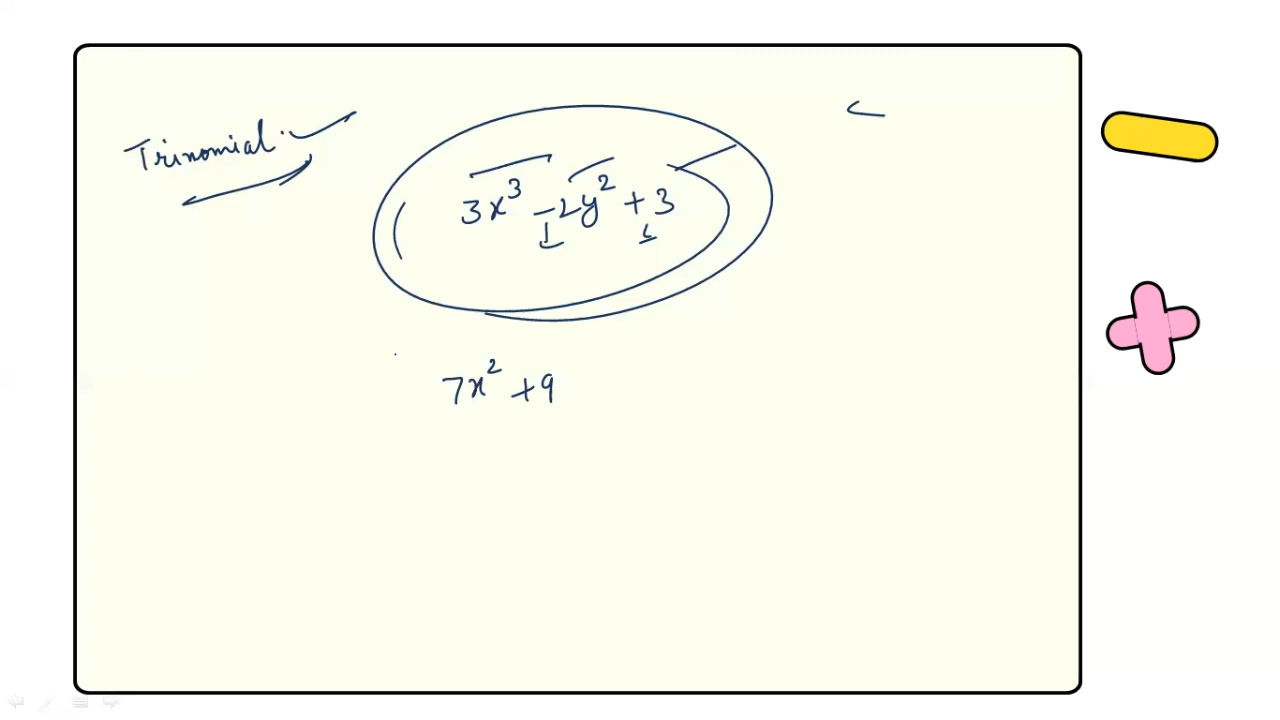 Trinomial.
3x³ - 2y² + 3
7x² + 9